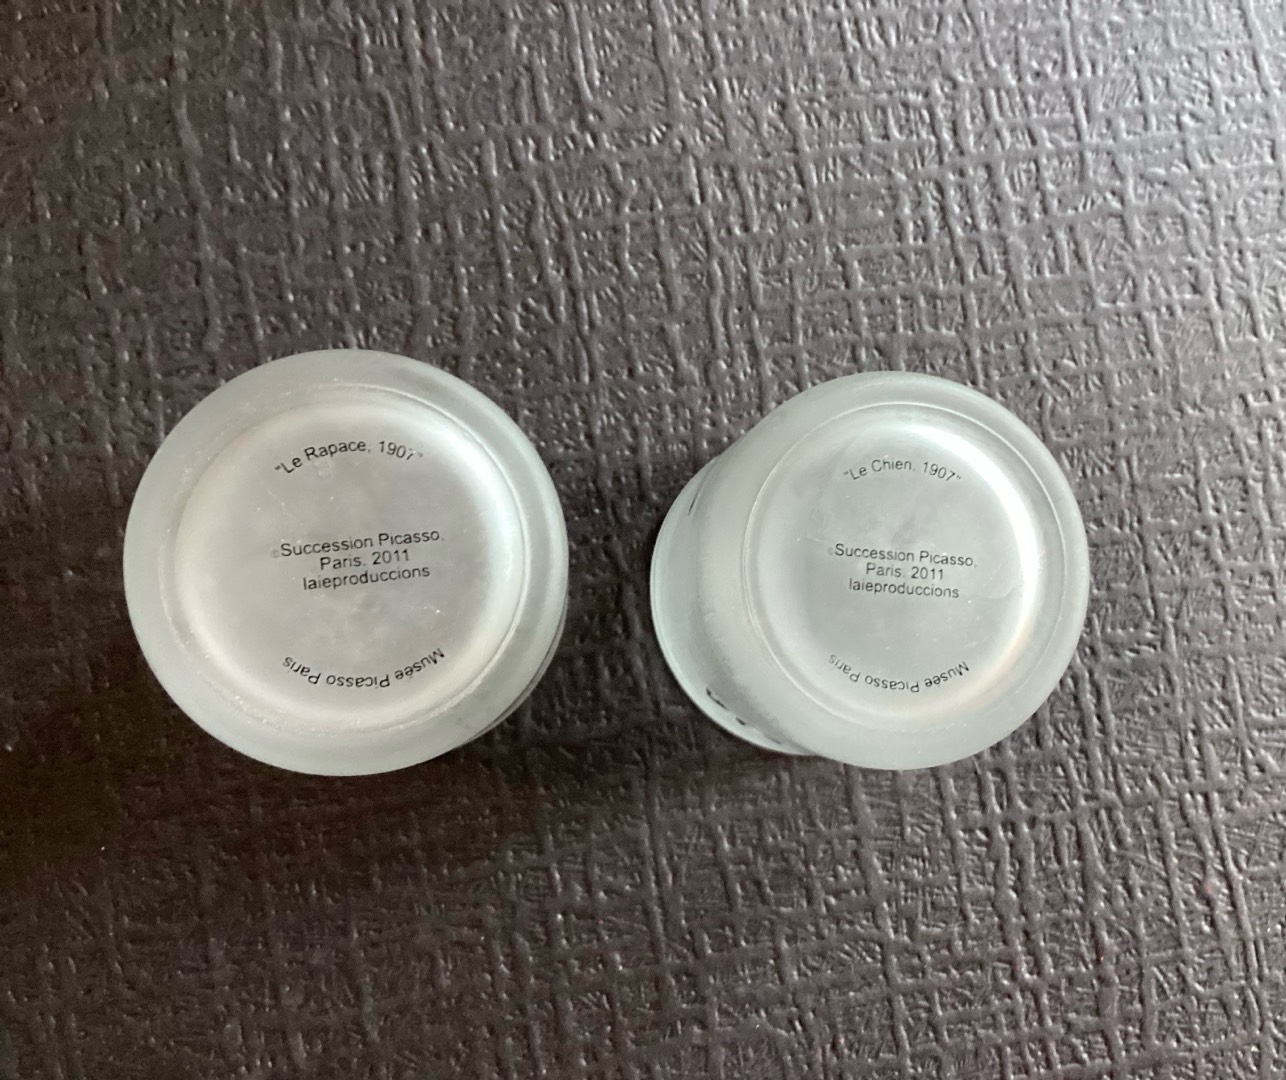 "Le Rapace, 1907"
©Succession Picasso,
Paris, 2011
laieproduccions
Musée Picasso Paris
"Le Chien, 1907"
©Succession Picasso,
Paris, 2011
laieproduccions
Musée Picasso Paris